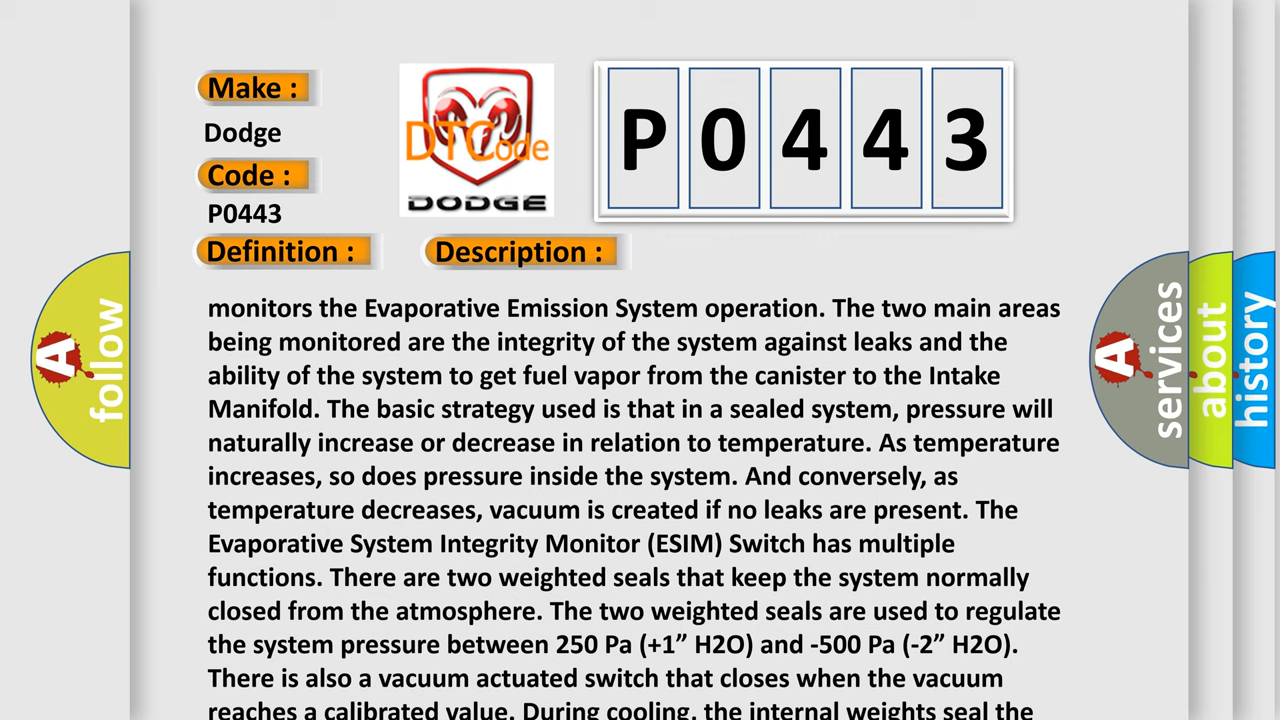 Make :
Dodge
Code :
P0443
DTCode
DODGE
P0443
Definition :
Description :
monitors the Evaporative Emission System operation. The two main areas
being monitored are the integrity of the system against leaks and the
ability of the system to get fuel vapor from the canister to the Intake
Manifold. The basic strategy used is that in a sealed system, pressure will
naturally increase or decrease in relation to temperature. As temperature
increases, so does pressure inside the system. And conversely, as
temperature decreases, vacuum is created if no leaks are present. The
Evaporative System Integrity Monitor (ESIM) Switch has multiple
functions. There are two weighted seals that keep the system normally
closed from the atmosphere. The two weighted seals are used to regulate
the system pressure between 250 Pa (+1” H2O) and -500 Pa (-2” H2O).
There is also a vacuum actuated switch that closes when the vacuum
reaches a calibrated value. During cooling, the internal weights seal the
A
follow
A
services
about
history